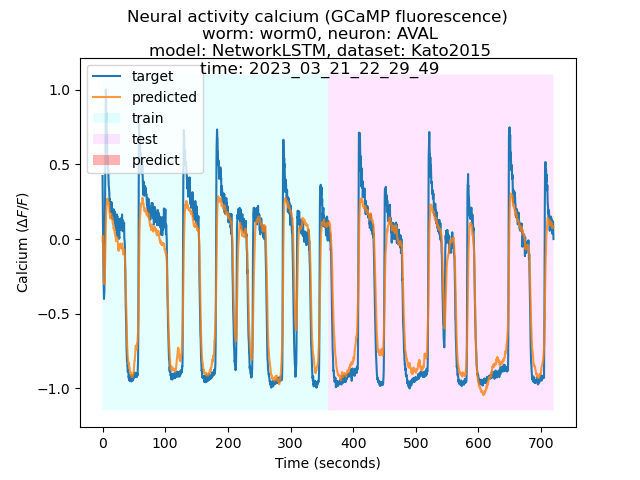 Neural activity calcium (GCaMP fluorescence)
worm: worm0, neuron: AVAL
model: NetworkLSTM, dataset: Kato2015
time: 2023_03_21_22_29_49
target
predicted
train
test
predict
Calcium (ΔF/F)
1.0
0.5
0.0
−0.5
−1.0
0 100 200 300 400 500 600 700
Time (seconds)